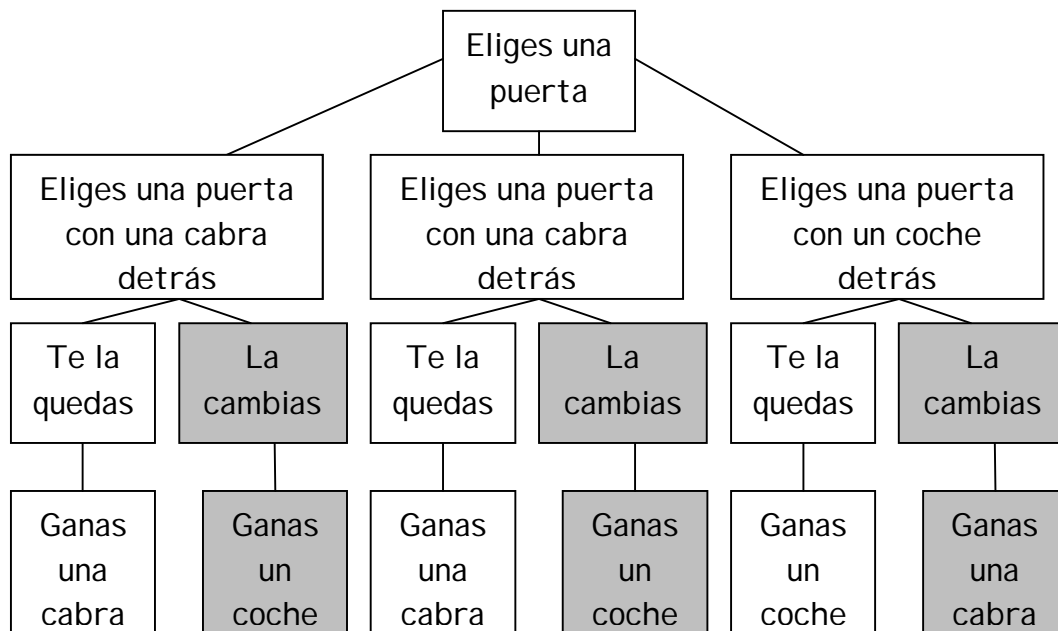 Eliges una
puerta
Eliges una puerta
con una cabra
detrás
Eliges una puerta
con una cabra
detrás
Eliges una puerta
con un coche
detrás
Te la
quedas
La
cambias
Te la
quedas
La
cambias
Te la
quedas
La
cambias
Ganas
una
cabra
Ganas
un
coche
Ganas
una
cabra
Ganas
un
coche
Ganas
un
coche
Ganas
una
cabra